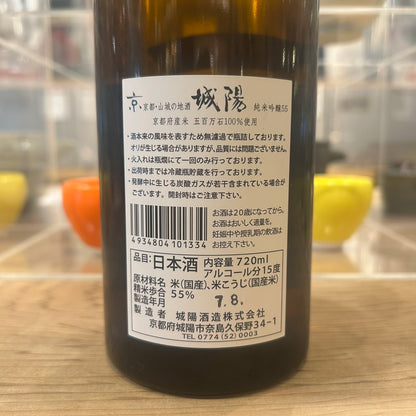 京、京都・山城の地酒 城陽 純米吟醸55
京都府産米 五百万石100%使用
・酒本来の風味を表すため無濾過で瓶詰しております。
オリが生じる場合がありますが、品質には問題ございません。
・火入れは瓶燗にて一回のみ行っております。
・出荷時までは冷蔵瓶貯蔵を行っております。
・発酵中に生じる炭酸ガスが若干含まれている場合が
ございます。開封時はご注意下さい。
お酒は20歳になってから。
お酒はおいしく適量を。
妊娠中や授乳期の飲酒は
お控え下さい。
4934804101334
品目:日本酒 内容量720ml
アルコール分15度
原材料名 米(国産)、米こうじ(国産米)
精米歩合 55%
製造年月 7.8.
製造者 城陽酒造株式会社
京都府城陽市奈島久保野34-1
TEL 0774(52)0003